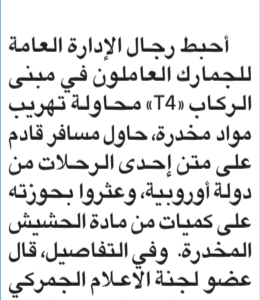 أحبط رجال الإدارة العامة
للجمارك العاملون في مبنى
الركاب «T4» محاولة تهريب
مواد مخدرة، حاول مسافر قادم
على متن إحدى الرحلات من
دولة أوروبية، وعثروا بحوزته
على كميات من مادة الحشيش
المخدرة. وفي التفاصيل، قال
عضو لجنة الاعلام الجمركي